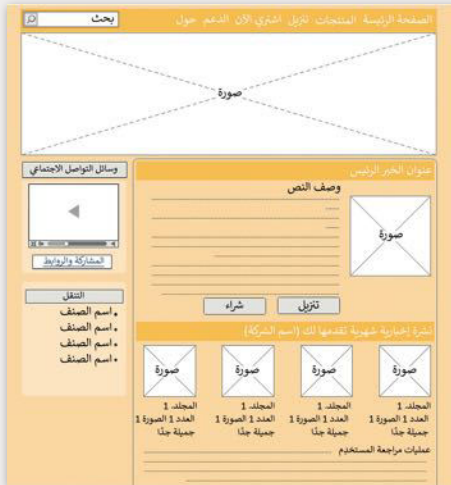 الصفحة الرئيسة المنتجات تنزيل اشتري الآن الدعم حول
بحث
صورة
عنوان الخبر الرئيس
وصف النص
صورة
تنزيل
شراء
وسائل التواصل الاجتماعي
المشاركة والروابط
التنقل
• اسم الصنف
• اسم الصنف
• اسم الصنف
• اسم الصنف
نشرة إخبارية شهرية تقدمها لك (اسم الشركة)
صورة صورة صورة صورة
المجلد 1 المجلد 1 المجلد 1 المجلد 1
العدد 1 الصورة 1 العدد 1 الصورة 1 العدد 1 الصورة 1 العدد 1 الصورة 1
جميلة جدًا جميلة جدًا جميلة جدًا جميلة جدًا
عمليات مراجعة المستخدم